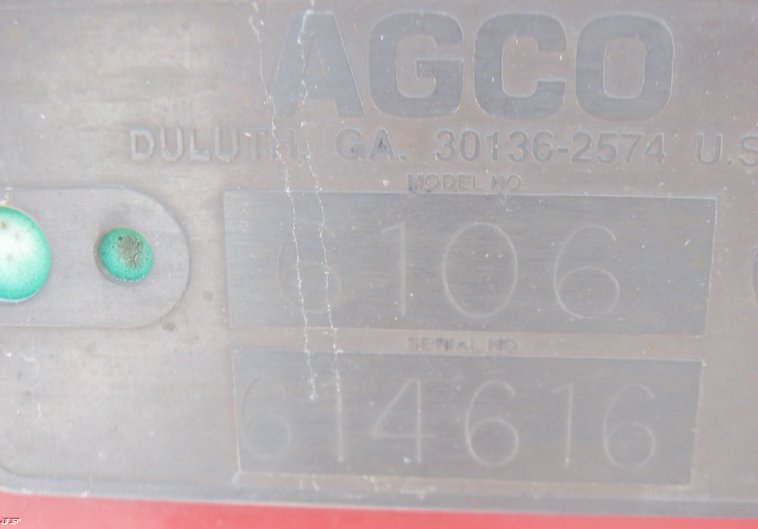 AGCO
DULUTH, GA. 30136-2574 U.S
MODEL NO.
6106
SERIAL NO
614616